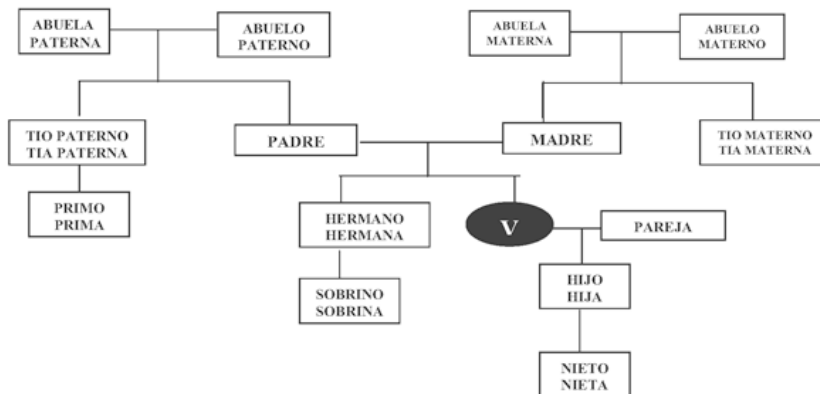 ABUELA
PATERNA
ABUELO
PATERNO
ABUELA
MATERNA
ABUELO
MATERNO
TIO PATERNO
TIA PATERNA
PADRE
MADRE
TIO MATERNO
TIA MATERNA
PRIMO
PRIMA
HERMANO
HERMANA
V
PAREJA
SOBRINO
SOBRINA
HIJO
HIJA
NIETO
NIETA